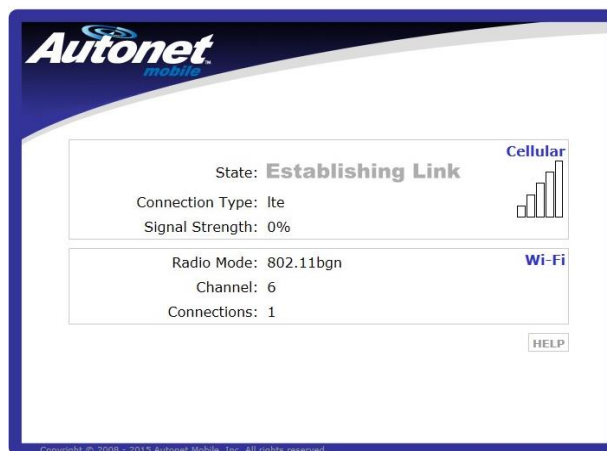 Autonet
mobile™
Cellular
State: Establishing Link
Connection Type: lte
Signal Strength: 0%
Wi-Fi
Radio Mode: 802.11bgn
Channel: 6
Connections: 1
HELP
Copyright © 2008 - 2015 Autonet Mobile, Inc. All rights reserved